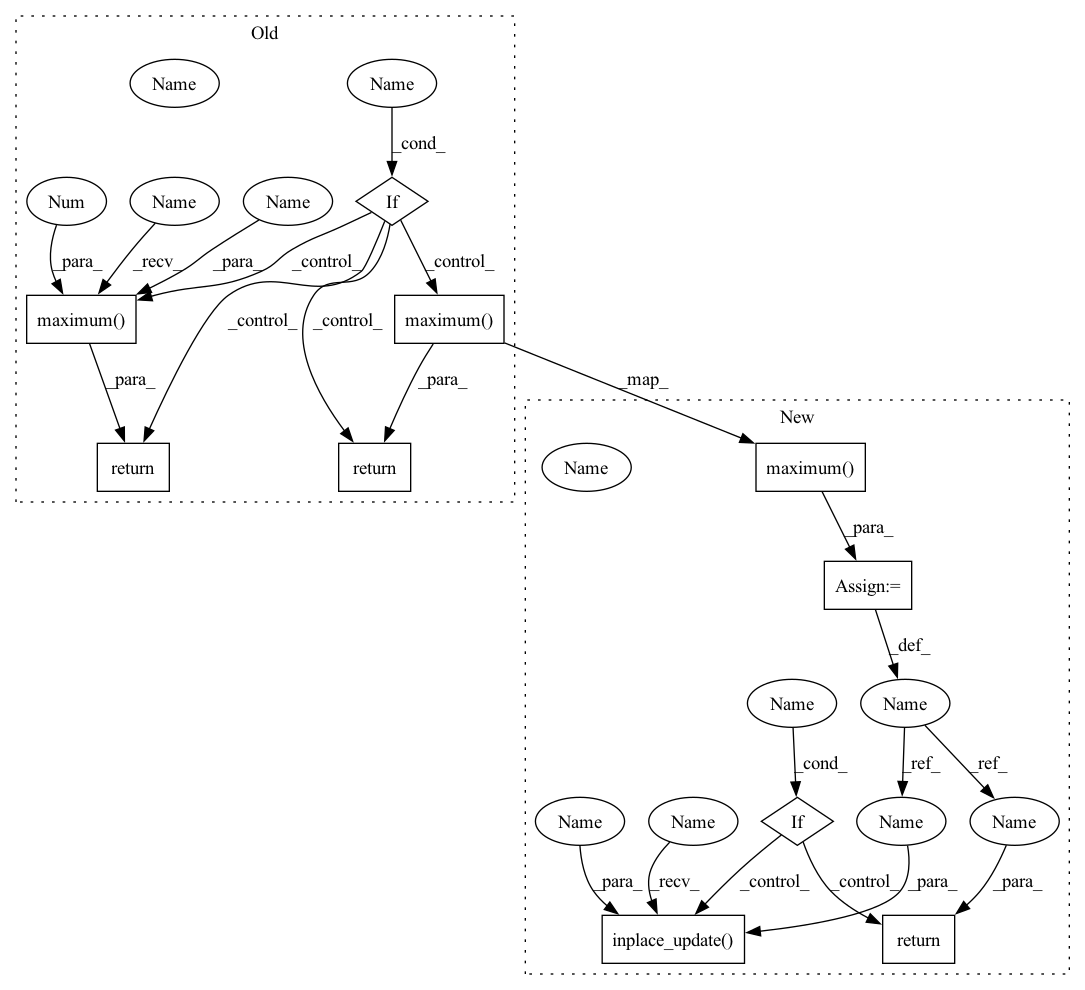 Old
Name
Name
_cond_
Num
Name
Name
If
_para_
_recv_
_para_
_control_
_control_
maximum()
maximum()
_para_
_control_
_control_
_para_
_map_
return
return
New
Name
maximum()
_para_
Assign:=
_def_
Name
Name
_cond_
_ref_
_ref_
Name
Name
If
Name
Name
_para_
_recv_
_control_
_control_
_para_
_para_
inplace_update()
return